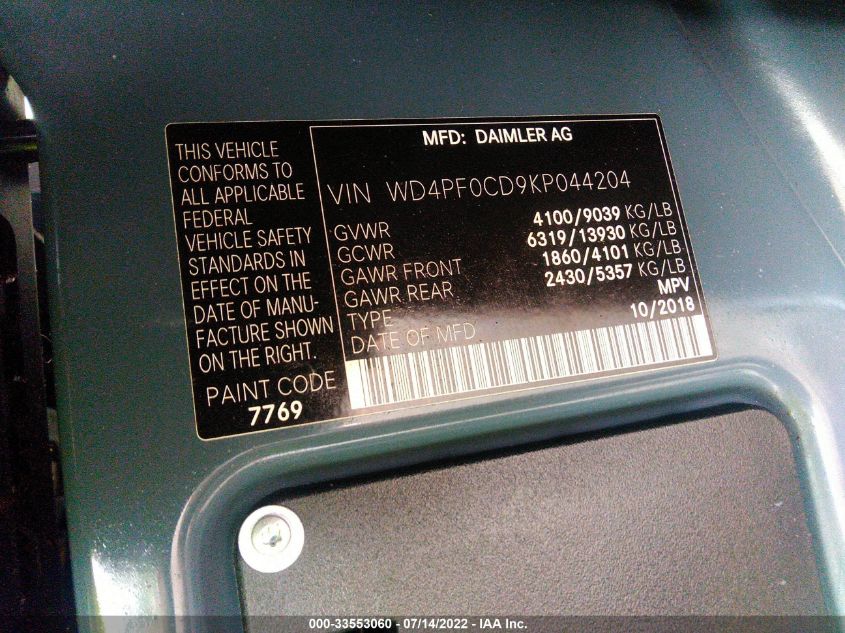 THIS VEHICLE
CONFORMS TO
ALL APPLICABLE
FEDERAL
VEHICLE SAFETY
STANDARDS IN
EFFECT ON THE
DATE OF MANU-
FACTURE SHOWN
ON THE RIGHT.
PAINT CODE
7769
MFD: DAIMLER AG
VIN WD4PF0CD9KP044204
GVWR 4100/9039 KG/LB
GCWR 6319/13930 KG/LB
GAWR FRONT 1860/4101 KG/LB
GAWR REAR 2430/5357 KG/LB
TYPE MPV
DATE OF MFD 10/2018
000-33553060 - 07/14/2022 - IAA Inc.